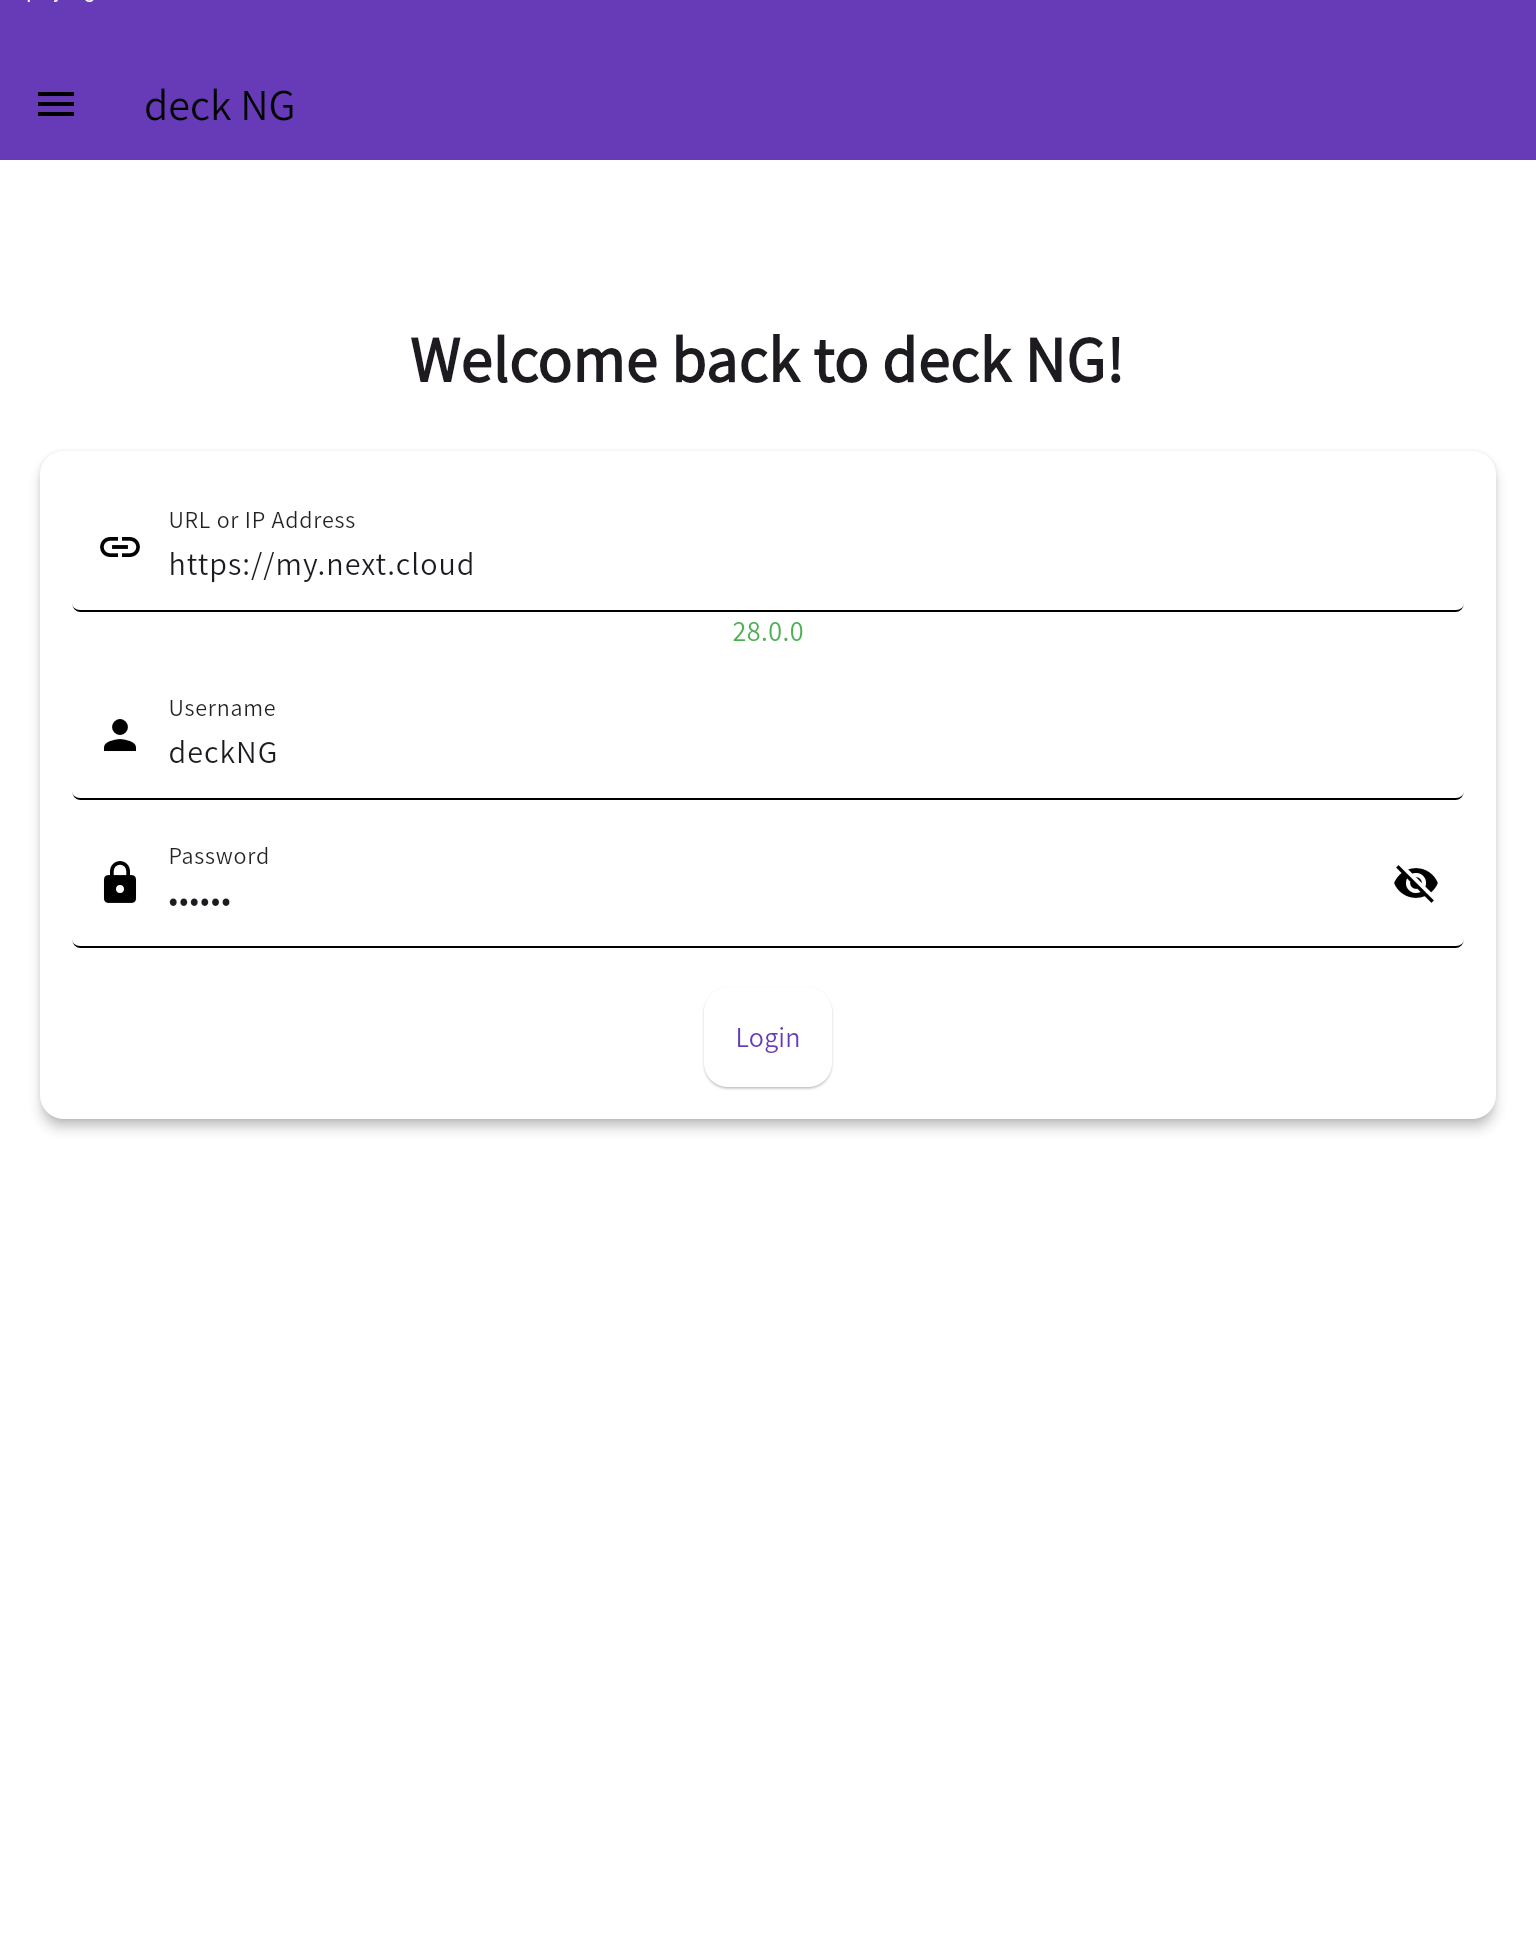 deck NG
Welcome back to deck NG!
URL or IP Address
https://my.next.cloud
28.0.0
Username
deckNG
Password
••••••
Login